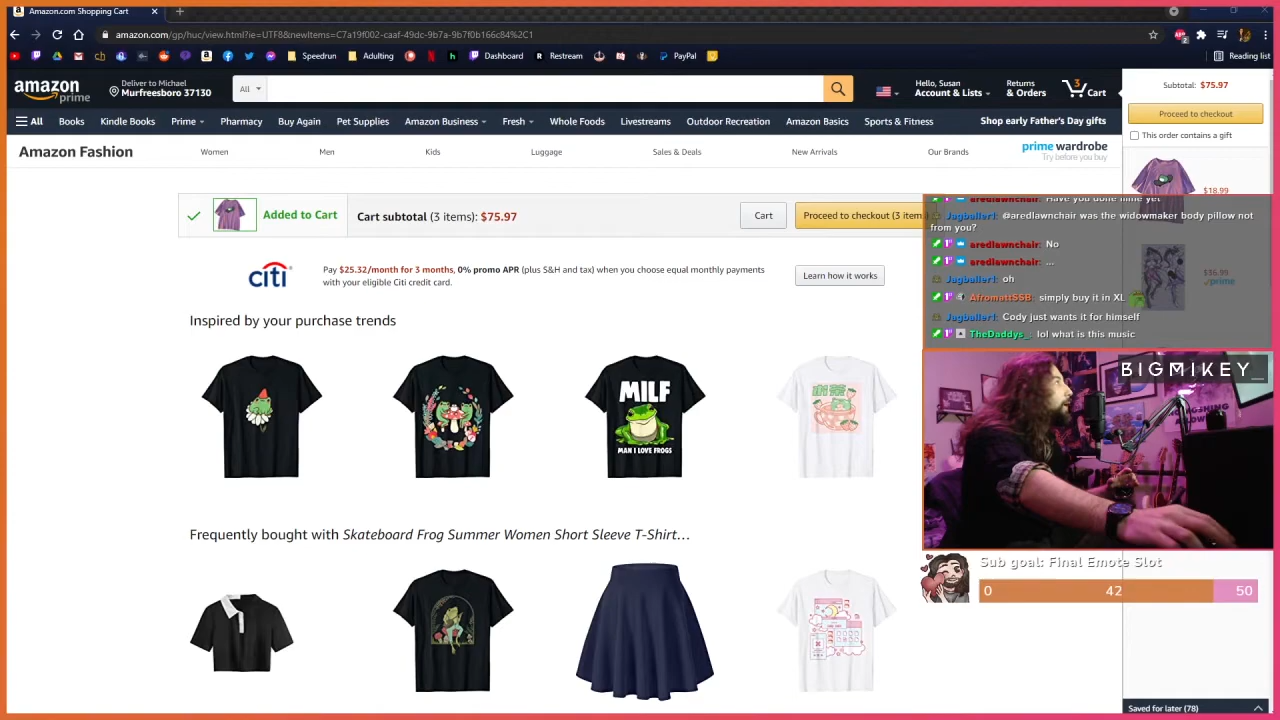 Amazon.com Shopping Cart
amazon.com/gp/huc/view.html?ie=UTF8&newItems=C7a19f002-caaf-49dc-9b7a-9b7f0b166c84%2C1
Speedrun
Adulting
Dashboard
Restream
PayPal
Reading list
amazon
prime
Deliver to Michael
Murfreesboro 37130
All
Hello, Susan
Account & Lists
Returns
& Orders
3
Cart
Subtotal: $75.97
Proceed to checkout
This order contains a gift
All
Books
Kindle Books
Prime
Pharmacy
Buy Again
Pet Supplies
Amazon Business
Fresh
Whole Foods
Livestreams
Outdoor Recreation
Amazon Basics
Sports & Fitness
Shop early Father's Day gifts
Amazon Fashion
Women
Men
Kids
Luggage
Sales & Deals
New Arrivals
Our Brands
prime wardrobe
Try before you buy
$18.99
Added to Cart
Cart subtotal (3 items): $75.97
Cart
Proceed to checkout (3 item
aredlawnchair: Have you done mine yet
Jagballer1: @aredlawnchair was the widowmaker body pillow not
from you?
aredlawnchair: No
aredlawnchair: ...
Jagballer1: oh
AfromattSSB: simply buy it in XL
Jagballer1: Cody just wants it for himself
TheDaddys_: lol what is this music
prime
citi
Pay $25.32/month for 3 months, 0% promo APR (plus S&H and tax) when you choose equal monthly payments
with your eligible Citi credit card.
Learn how it works
Inspired by your purchase trends
MILF
MAN I LOVE FROGS
BIGMIKEY_
Frequently bought with Skateboard Frog Summer Women Short Sleeve T-Shirt…
Sub goal: Final Emote Slot
0
42
50
Saved for later (78)